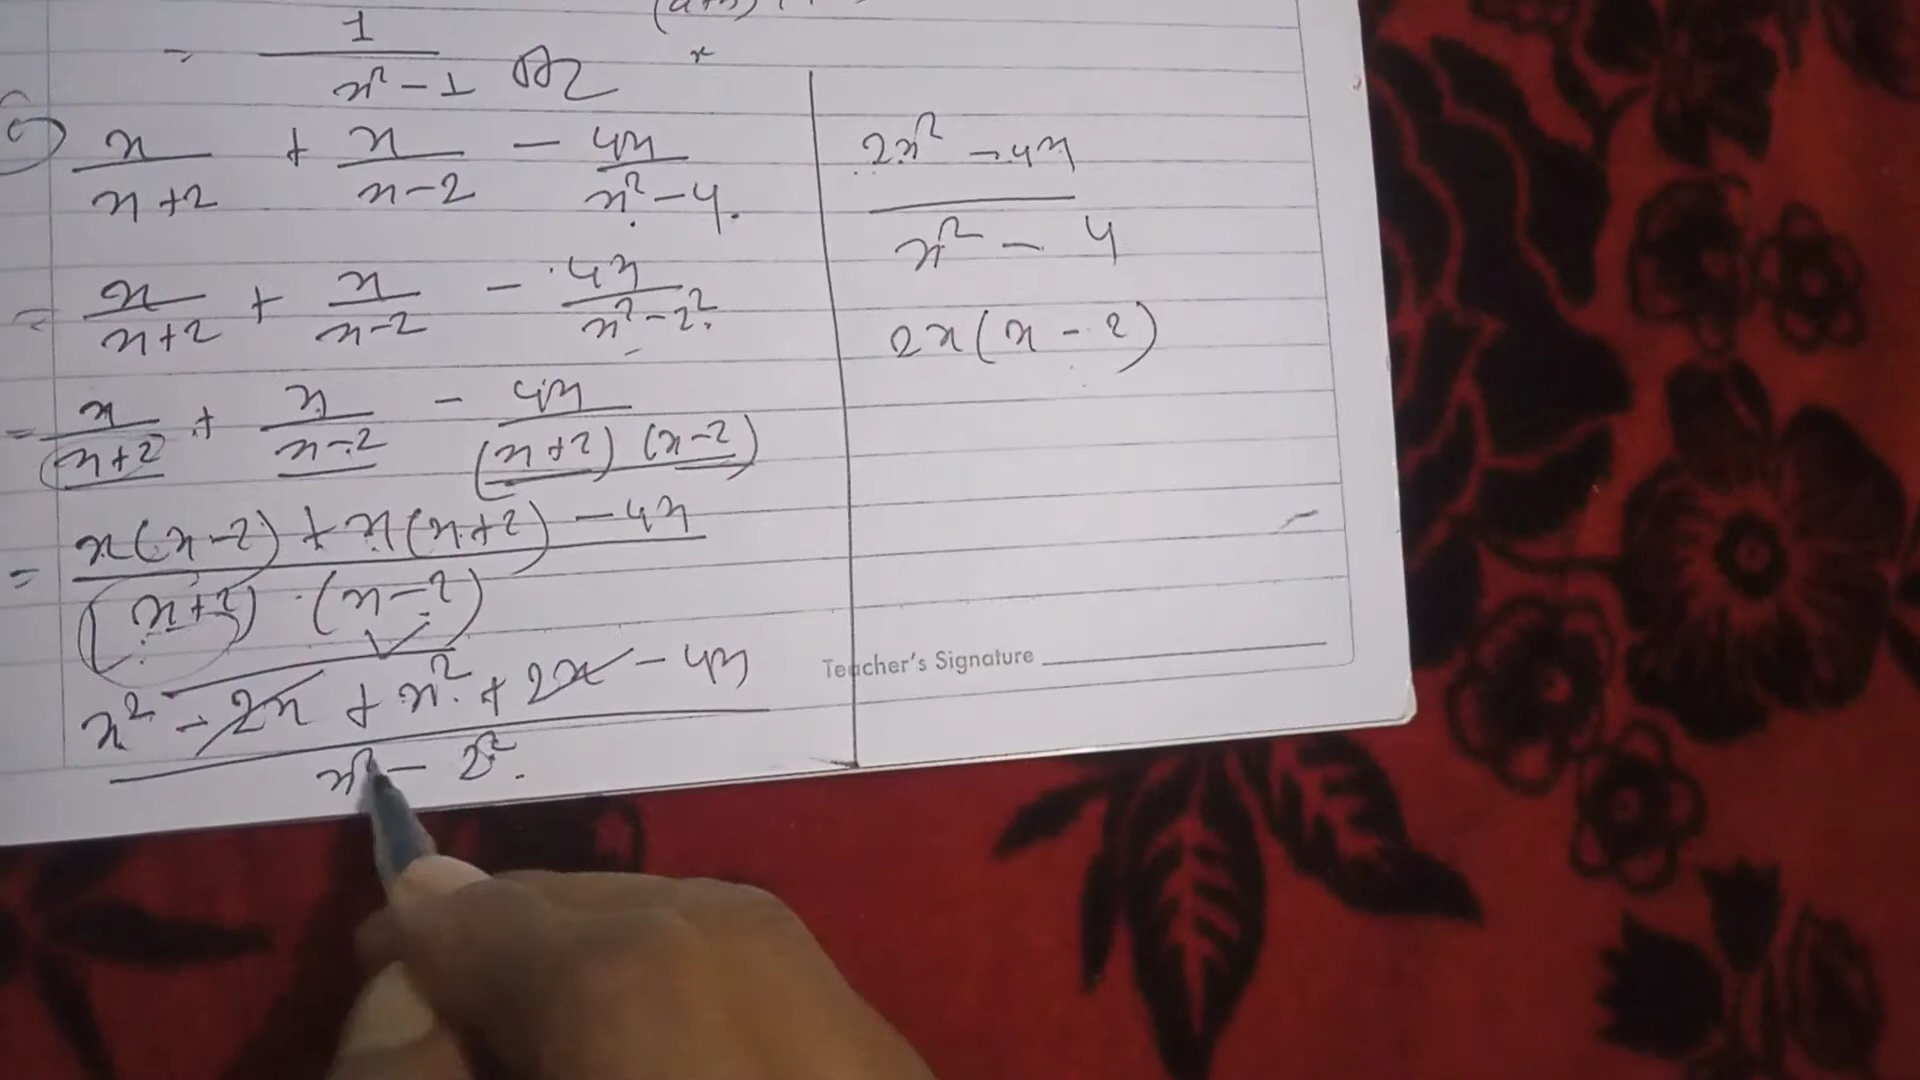 = 1 / x² - 1
x / x+2 + x / x-2 - 4x / x²-4.
= x / x+2 + x / x-2 - 4x / x²-2²
= x / x+2 + x / x-2 - 4x / (x+2) (x-2)
= x(x-2) + x(x+2) - 4x / (x+2) . (x-2)
x² - 2x + x² + 2x - 4x / x² - 2²
2x² - 4x / x² - 4
2x(x - 2)
Teacher's Signature